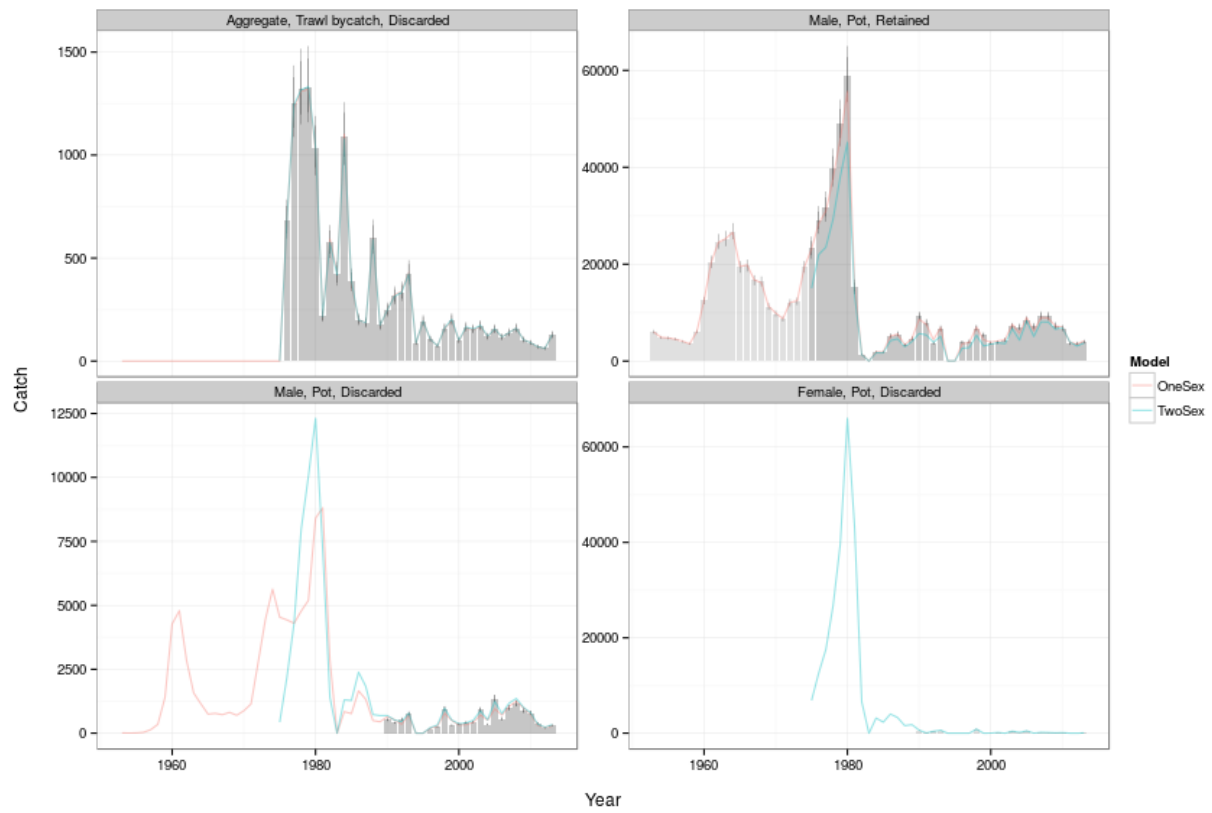 Aggregate, Trawl bycatch, Discarded
Male, Pot, Retained
1500
1000
500
0
60000
40000
20000
0
Catch
Male, Pot, Discarded
Female, Pot, Discarded
12500
10000
7500
5000
2500
0
60000
40000
20000
0
Model
OneSex
TwoSex
1960
1980
2000
1960
1980
2000
Year